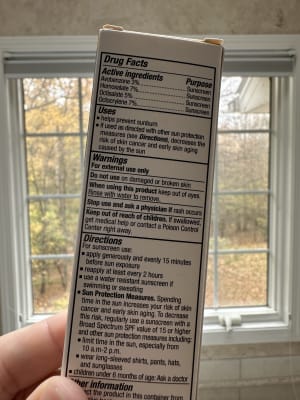 Drug Facts
Active ingredients Purpose
Avobenzone 3% Sunscreen
Homosalate 7% Sunscreen
Octisalate 5% Sunscreen
Octocrylene 7% Sunscreen
Uses
• helps prevent sunburn
• if used as directed with other sun protection
measures (see Directions), decreases the
risk of skin cancer and early skin aging
caused by the sun
Warnings
For external use only
Do not use on damaged or broken skin
When using this product keep out of eyes.
Rinse with water to remove.
Stop use and ask a physician if rash occurs
Keep out of reach of children. If swallowed
get medical help or contact a Poison Control
Center right away.
Directions
For sunscreen use:
• apply generously and evenly 15 minutes
before sun exposure
• reapply at least every 2 hours
• use a water resistant sunscreen if
swimming or sweating
• Sun Protection Measures. Spending
time in the sun increases your risk of skin
cancer and early skin aging. To decrease
this risk, regularly use a sunscreen with a
Broad Spectrum SPF value of 15 or higher
and other sun protection measures including:
• limit time in the sun, especially from
10 a.m-2 p.m.
• wear long-sleeved shirts, pants, hats,
and sunglasses
• children under 6 months of age: Ask a doctor
Other information
the product in this container from